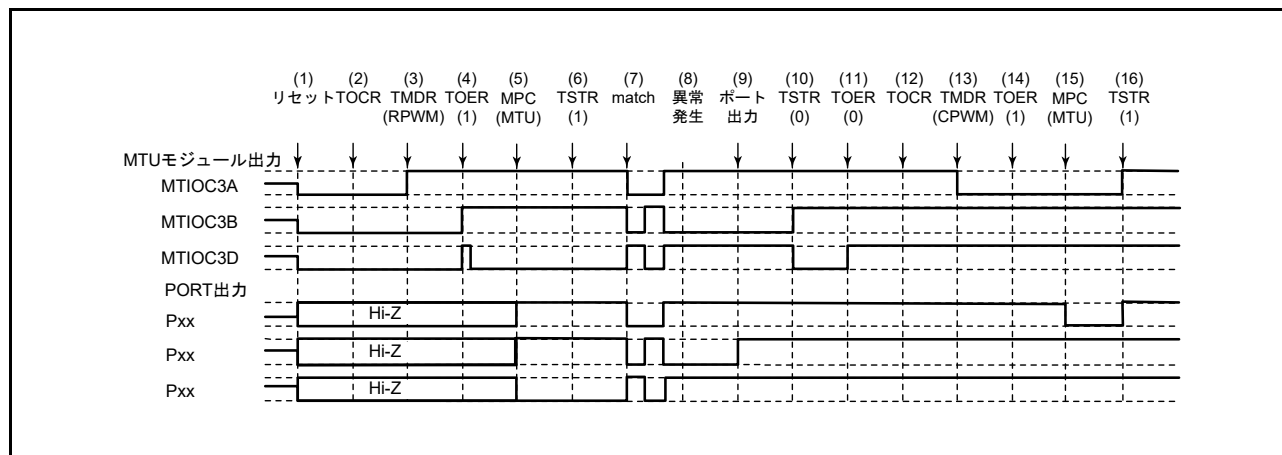 (1) (2) (3) (4) (5) (6) (7) (8) (9) (10) (11) (12) (13) (14) (15) (16)
リセット TOCR TMDR TOER MPC TSTR match 異常 ポート TSTR TOER TOCR TMDR TOER MPC TSTR
(RPWM) (1) (MTU) (1) 発生 出力 (0) (0) (CPWM) (1) (MTU) (1)
MTUモジュール出力
MTIOC3A
MTIOC3B
MTIOC3D
PORT出力
Pxx Hi-Z
Pxx Hi-Z
Pxx Hi-Z